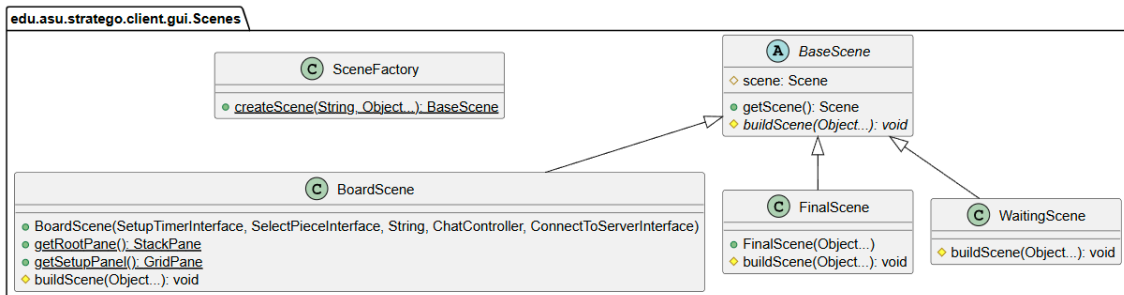 edu.asu.stratego.client.gui.Scenes
C SceneFactory
createScene(String, Object...): BaseScene
A BaseScene
scene: Scene
getScene(): Scene
buildScene(Object...): void
C BoardScene
BoardScene(SetupTimerInterface, SelectPieceInterface, String, ChatController, ConnectToServerInterface)
getRootPane(): StackPane
getSetupPanel(): GridPane
buildScene(Object...): void
C FinalScene
FinalScene(Object...)
buildScene(Object...): void
C WaitingScene
buildScene(Object...): void